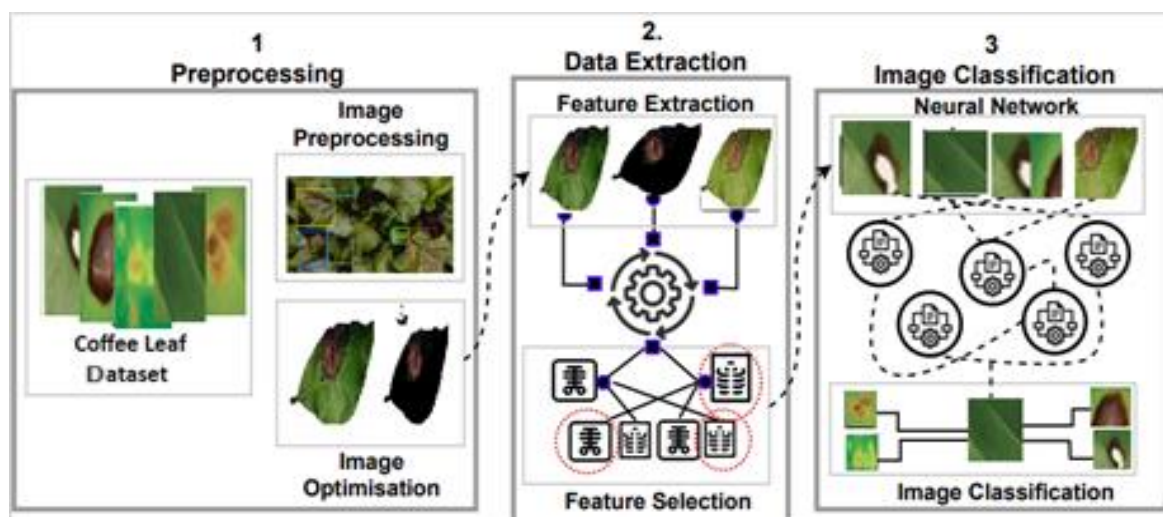 1
Preprocessing
Image
Preprocessing
Coffee Leaf
Dataset
Image
Optimisation
2.
Data Extraction
Feature Extraction
Feature Selection
3
Image Classification
Neural Network
Image Classification